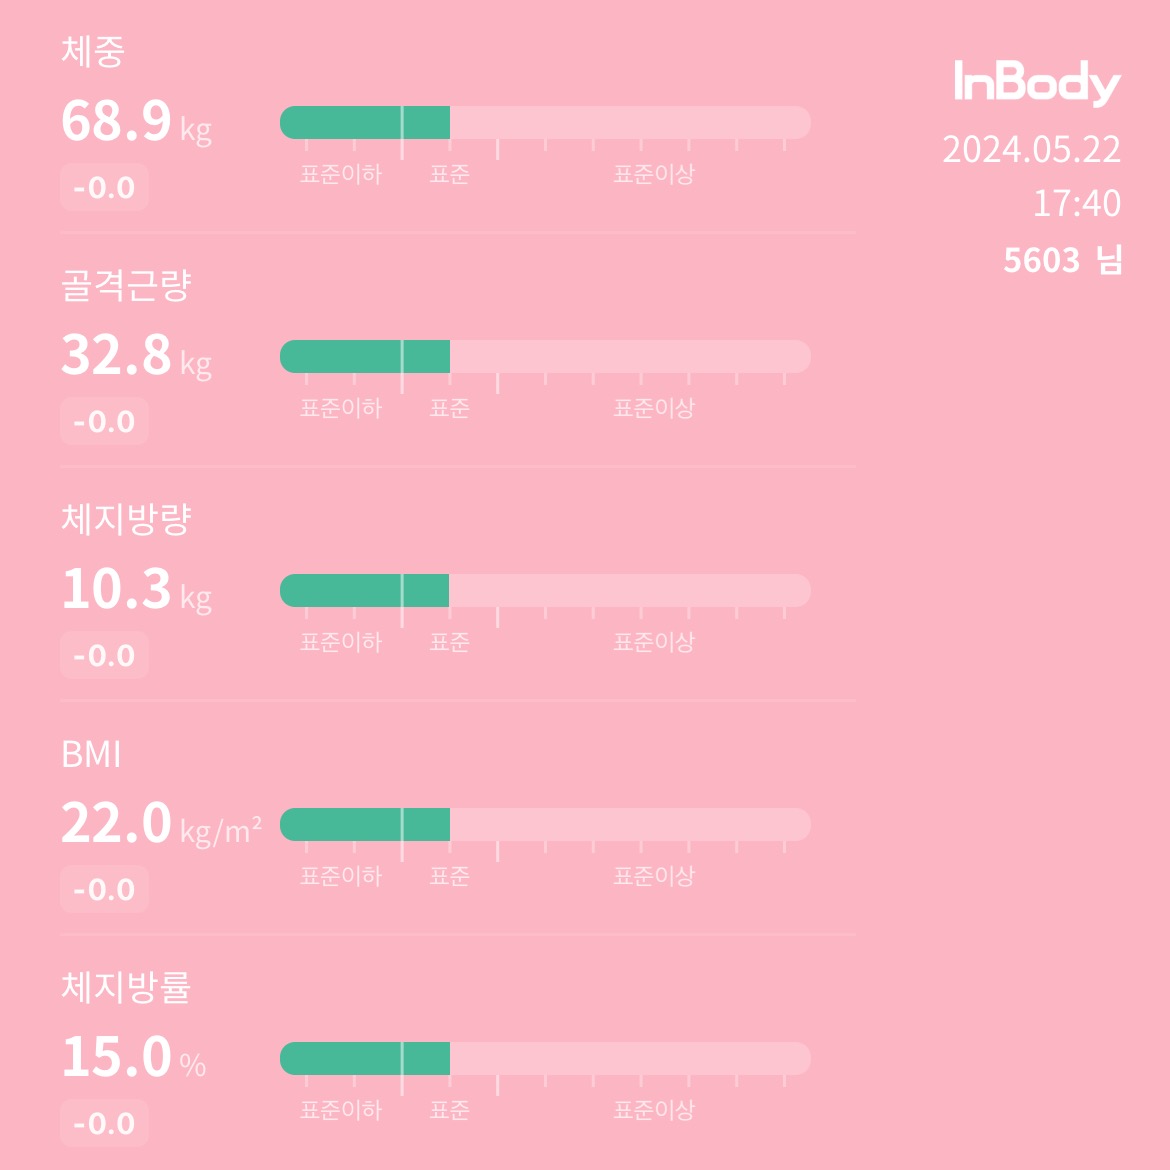 체중
68.9 kg
-0.0
표준이하 표준 표준이상
골격근량
32.8 kg
-0.0
표준이하 표준 표준이상
체지방량
10.3 kg
-0.0
표준이하 표준 표준이상
BMI
22.0 kg/m²
-0.0
표준이하 표준 표준이상
체지방률
15.0 %
-0.0
표준이하 표준 표준이상
InBody
2024.05.22
17:40
5603 님